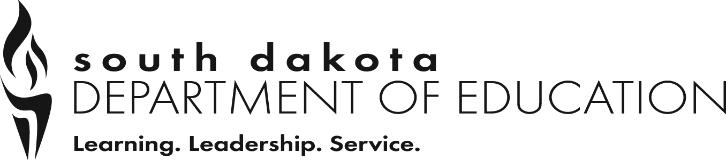 south dakota
DEPARTMENT OF EDUCATION
Learning. Leadership. Service.